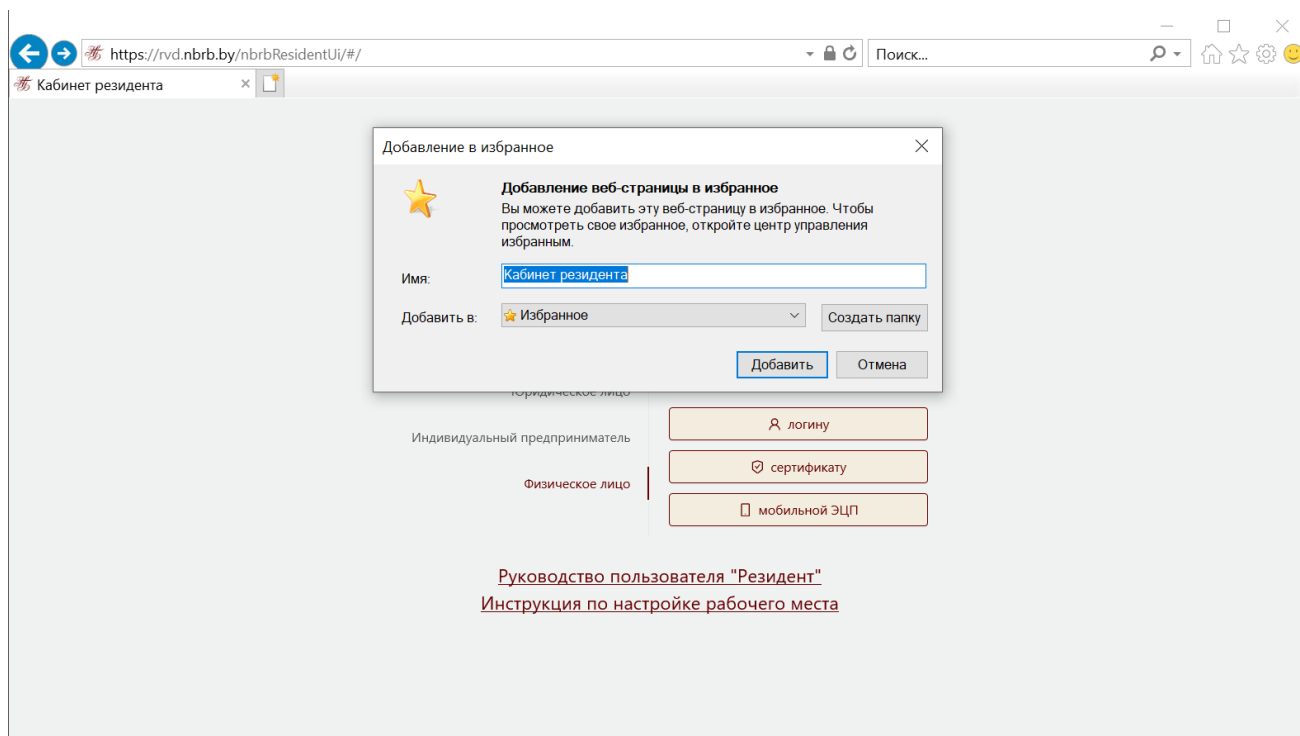 https://rvd.nbrb.by/nbrbResidentUi/#/
Поиск...
Кабинет резидента
Добавление в избранное
Добавление веб-страницы в избранное
Вы можете добавить эту веб-страницу в избранное. Чтобы
просмотреть свое избранное, откройте центр управления
избранным.
Имя:
Кабинет резидента
Добавить в:
Избранное
Создать папку
Добавить
Отмена
Юридическое лицо
логину
Индивидуальный предприниматель
сертификату
Физическое лицо
мобильной ЭЦП
Руководство пользователя "Резидент"
Инструкция по настройке рабочего места